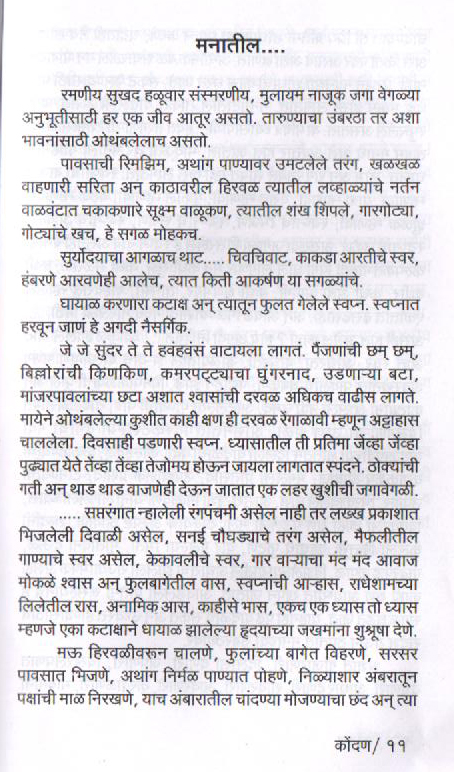 मनातील....
रमणीय सुखद हळूवार संस्मरणीय, मुलायम नाजूक जगा वेगळ्या
अनुभूतीसाठी हर एक जीव आतूर असतो. तारुण्याचा उंबरठा तर अशा
भावनांसाठी ओथंबलेलाच असतो.
पावसाची रिमझिम, अथांग पाण्यावर उमटलेले तरंग, खळखळ
वाहणारी सरिता अन् काठावरील हिरवळ त्यातील लव्हाळ्यांचे नर्तन
वाळवंटात चकाकणारे सूक्ष्म वाळूकण, त्यातील शंख शिंपले, गारगोट्या,
गोट्यांचे खच, हे सगळ मोहकच.
सुर्योदयाचा आगळाच थाट..... चिवचिवाट, काकडा आरतीचे स्वर,
हंबरणे आरवणेही आलेच, त्यात किती आकर्षण या सगळ्यांचे.
घायाळ करणारा कटाक्ष अन् त्यातून फुलत गेलेले स्वप्न. स्वप्नात
हरवून जाणं हे अगदी नैसर्गिक.
जे जे सुंदर ते ते हवंहवंसं वाटायला लागतं. पैंजणांची छम् छम्,
बिल्लोरांची किणकिण, कमरपट्ट्याचा घुंगरनाद, उडणाऱ्या बटा,
मांजरपावलांच्या छटा अशात श्वासांची दरवळ अधिकच वाढीस लागते.
मायेने ओथंबलेल्या कुशीत काही क्षण ही दरवळ रेंगाळावी म्हणून अट्टाहास
चाललेला. दिवसाही पडणारी स्वप्न. ध्यासातील ती प्रतिमा जेंव्हा जेंव्हा
पुढ्यात येते तेंव्हा तेंव्हा तेजोमय होऊन जायला लागतात स्पंदने. ठोक्यांची
गती अन् थाड थाड वाजणेही देऊन जातात एक लहर खुशीची जगावेगळी.
..... सप्तरंगात न्हालेली रंगपंचमी असेल नाही तर लख्ख प्रकाशात
भिजलेली दिवाळी असेल, सनई चौघड्याचे तरंग असेल, मैफलीतील
गाण्याचे स्वर असेल, केकावलीचे स्वर, गार वाऱ्याचा मंद मंद आवाज
मोकळे श्वास अन् फुलबागेतील वास, स्वप्नांची आऱ्हास, राधेशामच्या
लिलेतील रास, अनामिक आस, काहीसे भास, एकच एक ध्यास तो ध्यास
म्हणजे एका कटाक्षाने घायाळ झालेल्या हृदयाच्या जखमांना शुश्रूषा देणे.
मऊ हिरवळीवरून चालणे, फुलांच्या बागेत विहरणे, सरसर
पावसात भिजणे, अथांग निर्मळ पाण्यात पोहणे, निळ्याशार अंबरातून
पक्षांची माळ निरखणे, याच अंबारातील चांदण्या मोजण्याचा छंद अन् त्या
कोंदण/ ११